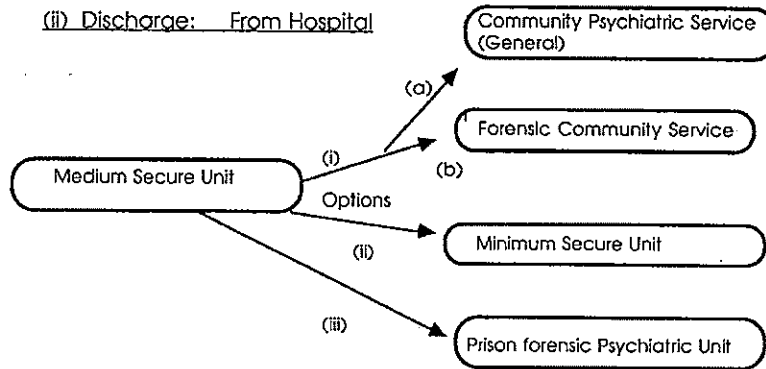 (ii) Discharge: From Hospital
Community Psychiatric Service
(General)
(a)
Forensic Community Service
(i)
(b)
Medium Secure Unit
Options
Minimum Secure Unit
(ii)
(iii)
Prison forensic Psychiatric Unit